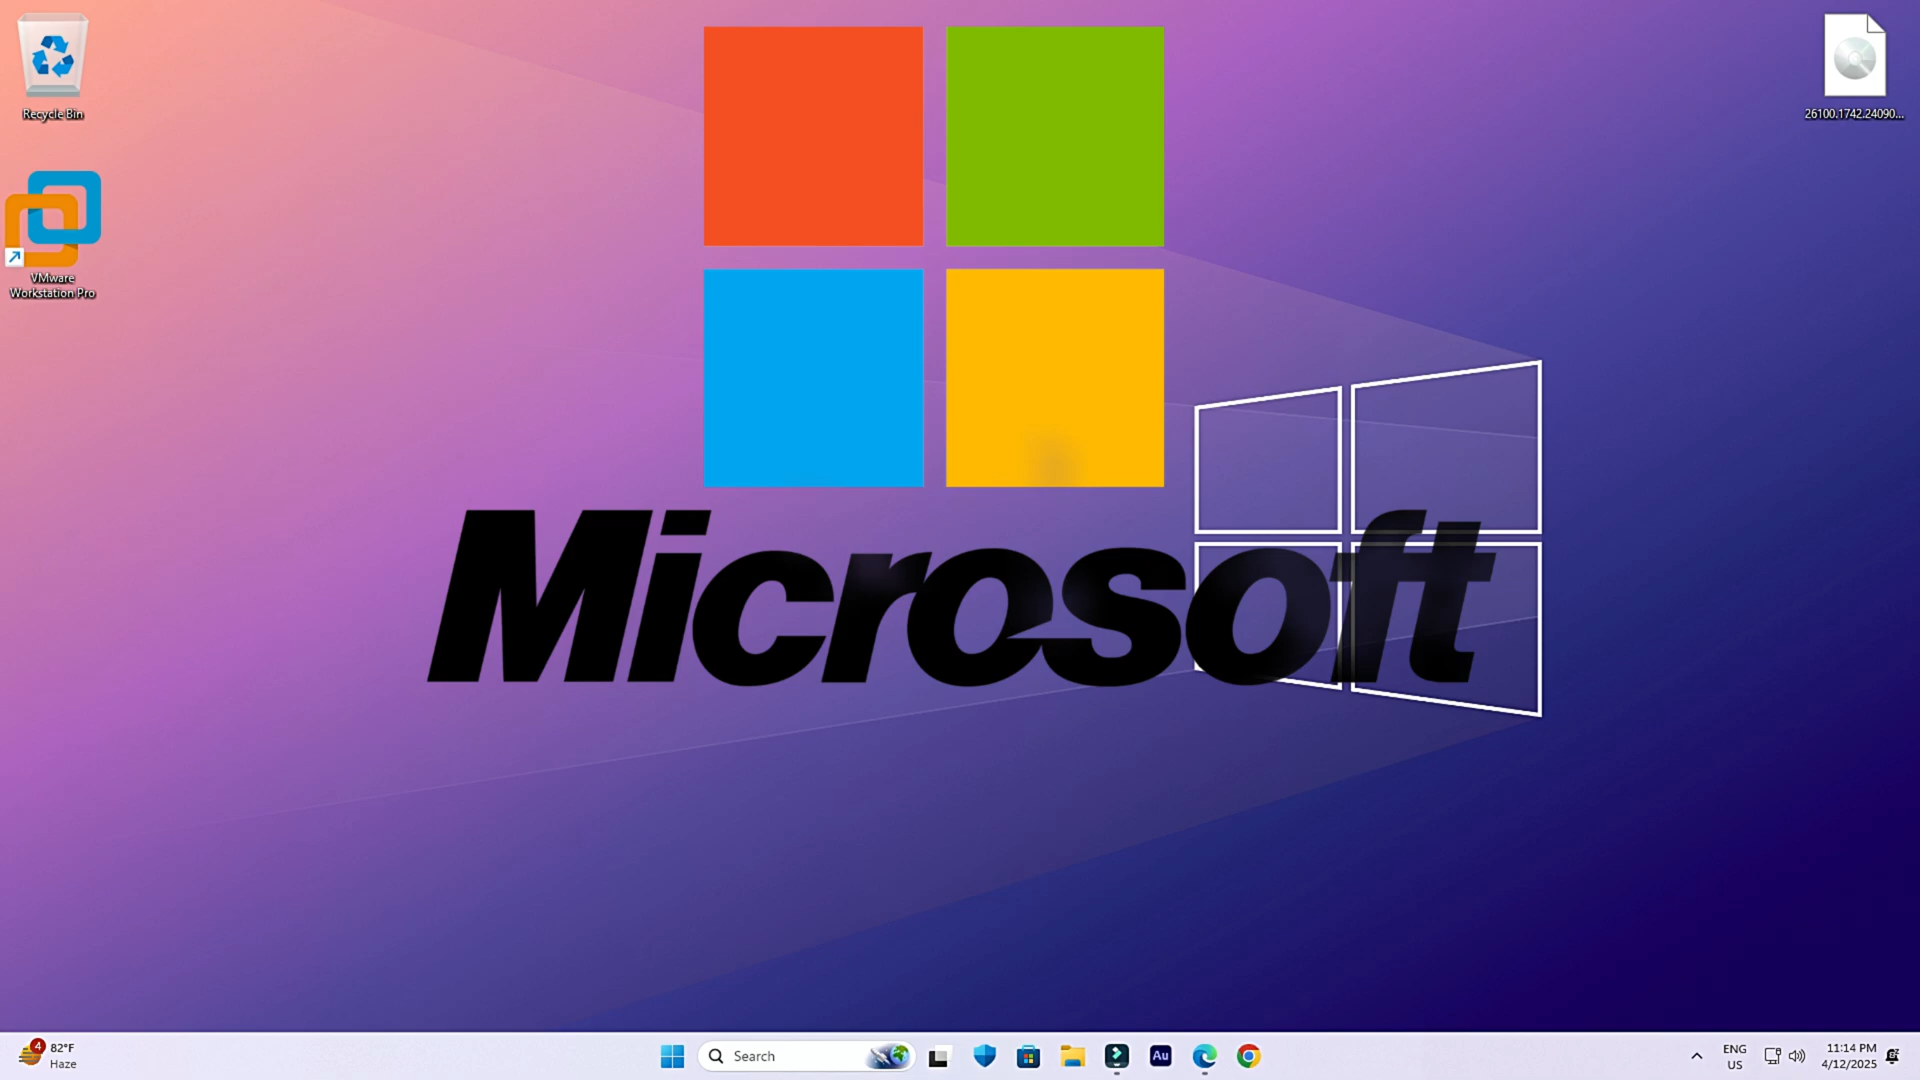 Recycle Bin
26100.1742.24090...
VMware
Workstation Pro
Microsoft
4
82°F
Haze
Search
Au
ENG
US
11:14 PM
4/12/2025